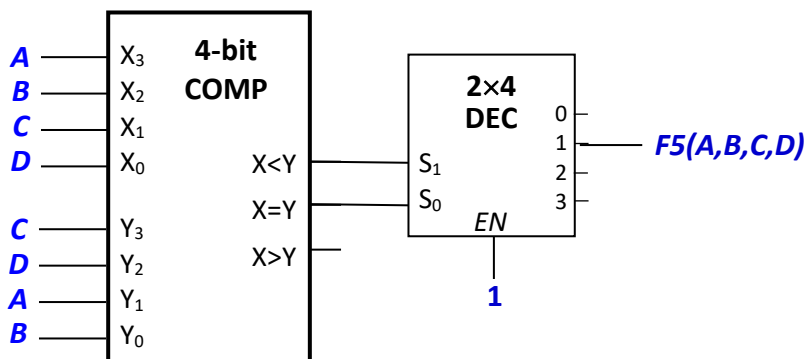 A
B
C
D
C
D
A
B
X₃
X₂
X₁
X₀
Y₃
Y₂
Y₁
Y₀
4-bit
COMP
X<Y
X=Y
X>Y
2×4
DEC
S₁
S₀
EN
0
1
2
3
1
F5(A,B,C,D)